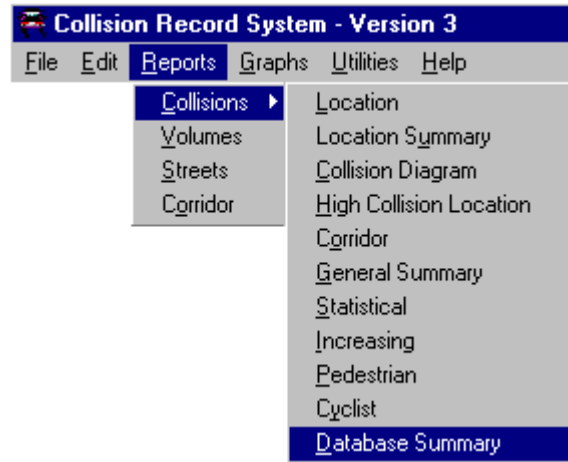 Collision Record System - Version 3
File Edit Reports Graphs Utilities Help
Collisions
Volumes
Streets
Corridor
Location
Location Summary
Collision Diagram
High Collision Location
Corridor
General Summary
Statistical
Increasing
Pedestrian
Cyclist
Database Summary